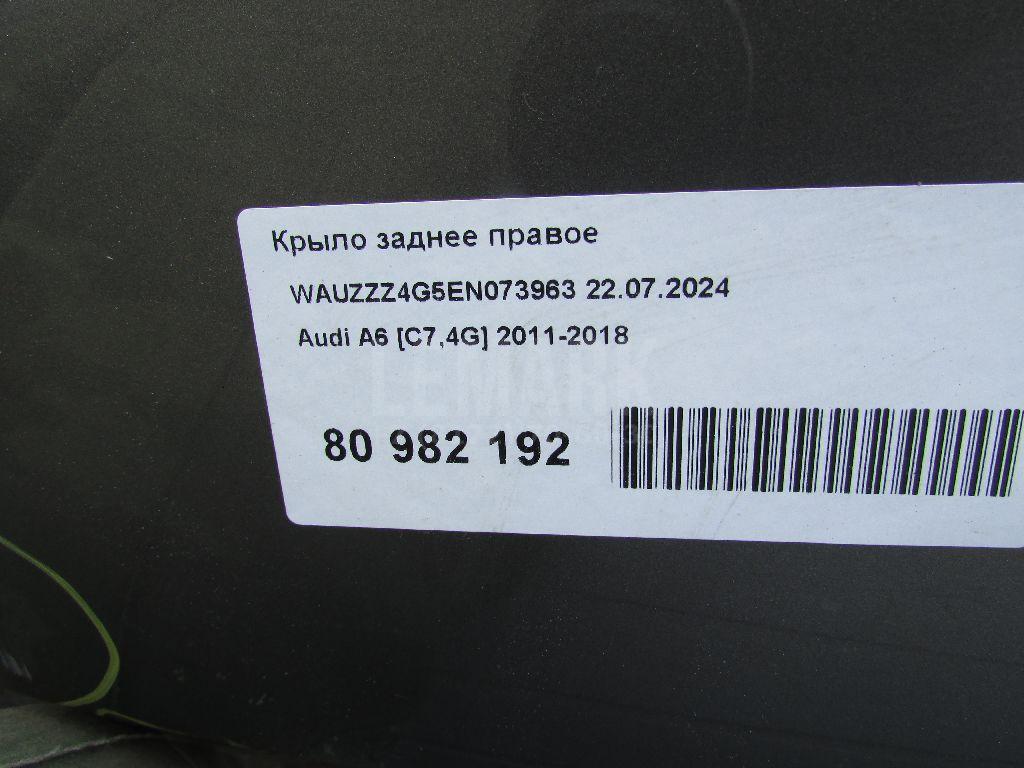 Крыло заднее правое
WAUZZZ4G5EN073963 22.07.2024
Audi A6 [C7,4G] 2011-2018
LEMARK
80 982 192